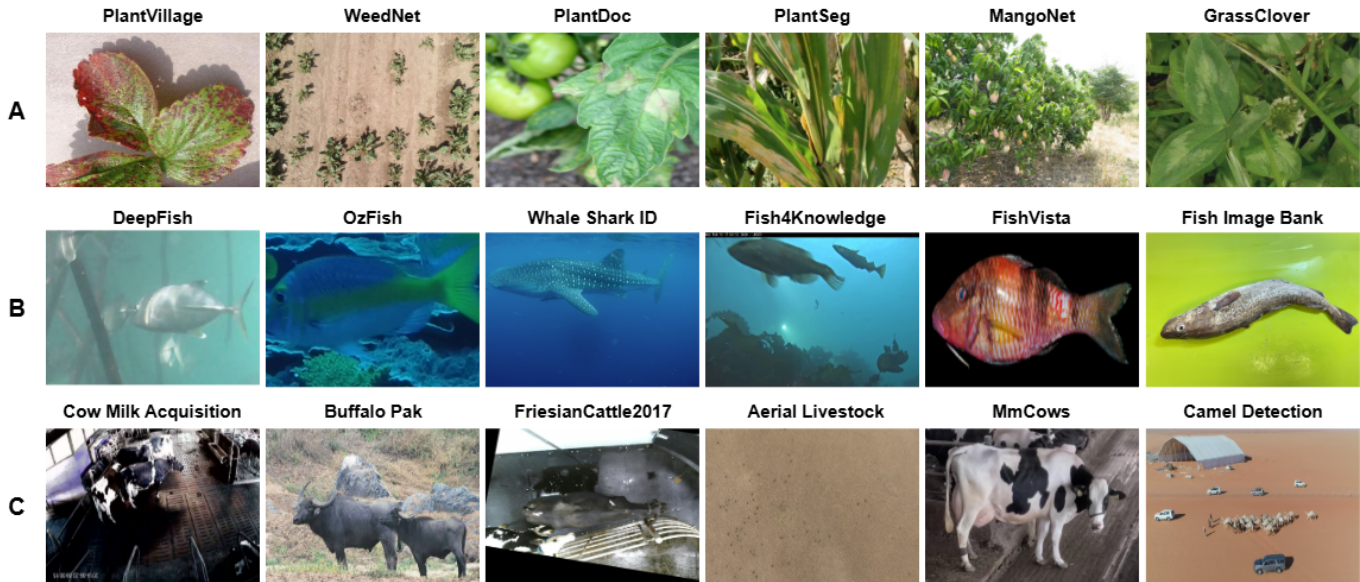 PlantVillage WeedNet PlantDoc PlantSeg MangoNet GrassClover
A
DeepFish OzFish Whale Shark ID Fish4Knowledge FishVista Fish Image Bank
B
Cow Milk Acquisition Buffalo Pak FriesianCattle2017 Aerial Livestock MmCows Camel Detection
C